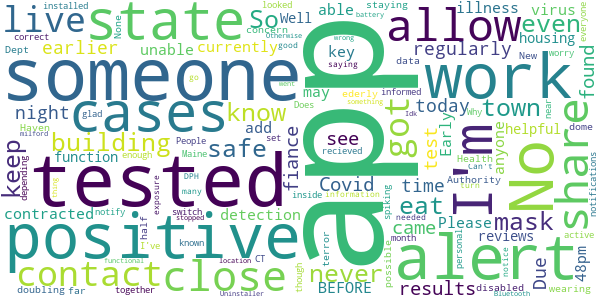 live
state
So
Well
able
staying
battery
looked
everyone
installed
None
Dept
correct
earlier
unable
currently
concern
otherwise
good
wrong
saying
illness
virus
allow
even
key
regularly
housing
New
worry
someone
app
work
night
glad
cases
know
may
data
informed
elderly
something
Does
go
went
see
recieved
Idk
got
today
town
found
near
Why
Haven
milford
building
add
set
People
Maine
keep
depending
function
enough
safe
fiance
test
Early
anyone
helpful
dome
notifications
Health
Can't
Authority
turn
tested
I'm
No
share
DPH
many
exposure
switch
stopped
contracted
notify
half
I've
known
detection
Covid
inside
information
time
eat
mask
Please
came
needed
month
reviews
active
positive
location
CT
functional
though
terror
spiking
possible
personal
notice
Due
48pm
contact
close
never
alert
doubling
far
together
Uninstaller
BEFORE
results
disabled
Bluetooth
wearing